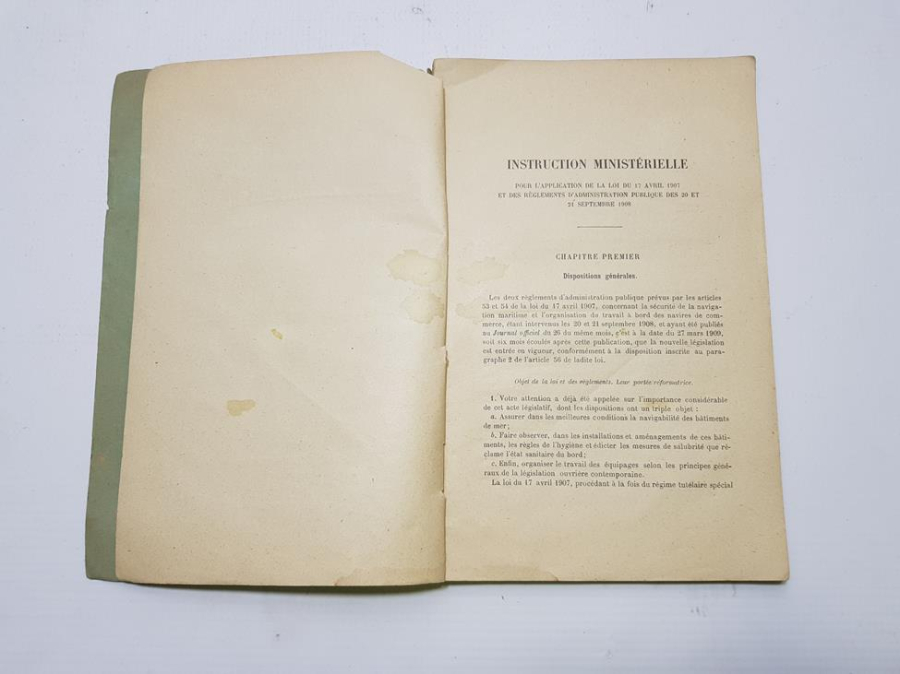 INSTRUCTION MINISTÉRIELLE
POUR L'APPLICATION DE LA LOI DU 17 AVRIL 1907
ET DES RÈGLEMENTS D'ADMINISTRATION PUBLIQUE DES 20 ET
21 SEPTEMBRE 1908
CHAPITRE PREMIER
Dispositions générales.
Les deux règlements d'administration publique prévus par les articles
53 et 54 de la loi du 17 avril 1907, concernant la sécurité de la naviga-
tion maritime et l'organisation du travail à bord des navires de com-
merce, étant intervenus les 20 et 21 septembre 1908, et ayant été publiés
au Journal officiel du 26 du même mois, c'est à la date du 27 mars 1909,
soit six mois écoulés après cette publication, que la nouvelle législation
est entrée en vigueur, conformément à la disposition inscrite au para-
graphe 2 de l'article 56 de ladite loi.
Objet de la loi et des règlements. Leur portée réformatrice.
1. Votre attention a déjà été appelée sur l'importance considérable
de cet acte législatif, dont les dispositions ont un triple objet :
a. Assurer dans les meilleures conditions la navigabilité des bâtiments
de mer;
b. Faire observer, dans les installations et aménagements de ces bâti-
ments, les règles de l'hygiène et édicter les mesures de salubrité que ré-
clame l'état sanitaire du bord;
c. Enfin, organiser le travail des équipages selon les principes géné-
raux de la législation ouvrière contemporaine.
La loi du 17 avril 1907, procédant à la fois du régime tutélaire spécial